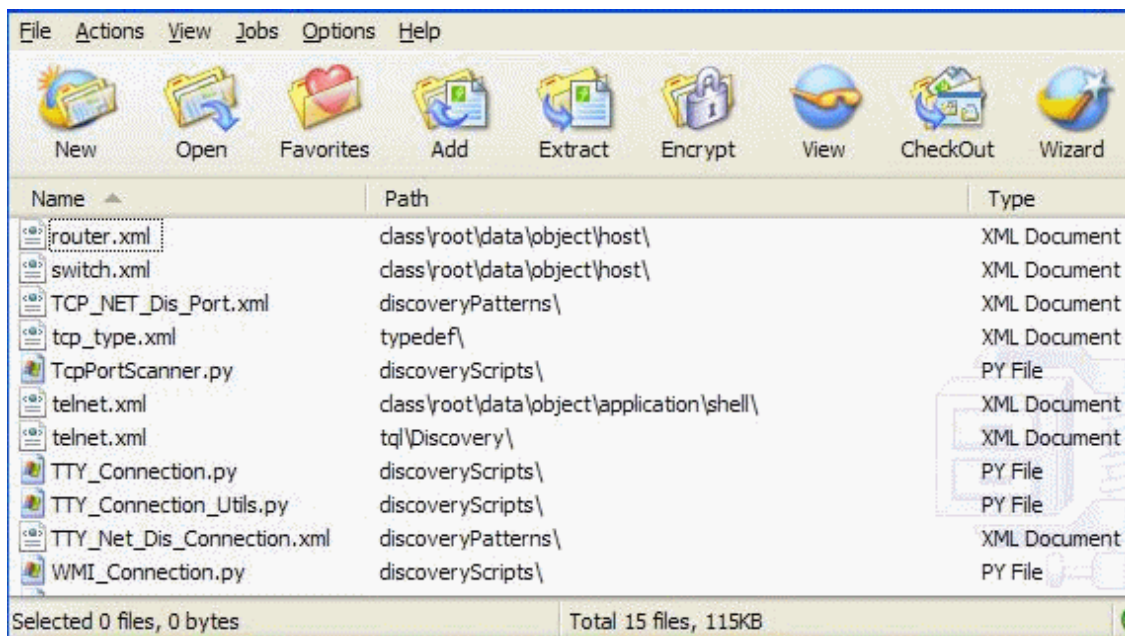 File Actions View Jobs Options Help
New Open Favorites Add Extract Encrypt View CheckOut Wizard
Name Path Type
router.xml class\root\data\object\host\ XML Document
switch.xml class\root\data\object\host\ XML Document
TCP_NET_Dis_Port.xml discoveryPatterns\ XML Document
tcp_type.xml typedef\ XML Document
TcpPortScanner.py discoveryScripts\ PY File
telnet.xml class\root\data\object\application\shell\ XML Document
telnet.xml tql\Discovery\ XML Document
TTY_Connection.py discoveryScripts\ PY File
TTY_Connection_Utils.py discoveryScripts\ PY File
TTY_Net_Dis_Connection.xml discoveryPatterns\ XML Document
WMI_Connection.py discoveryScripts\ PY File
Selected 0 files, 0 bytes Total 15 files, 115KB